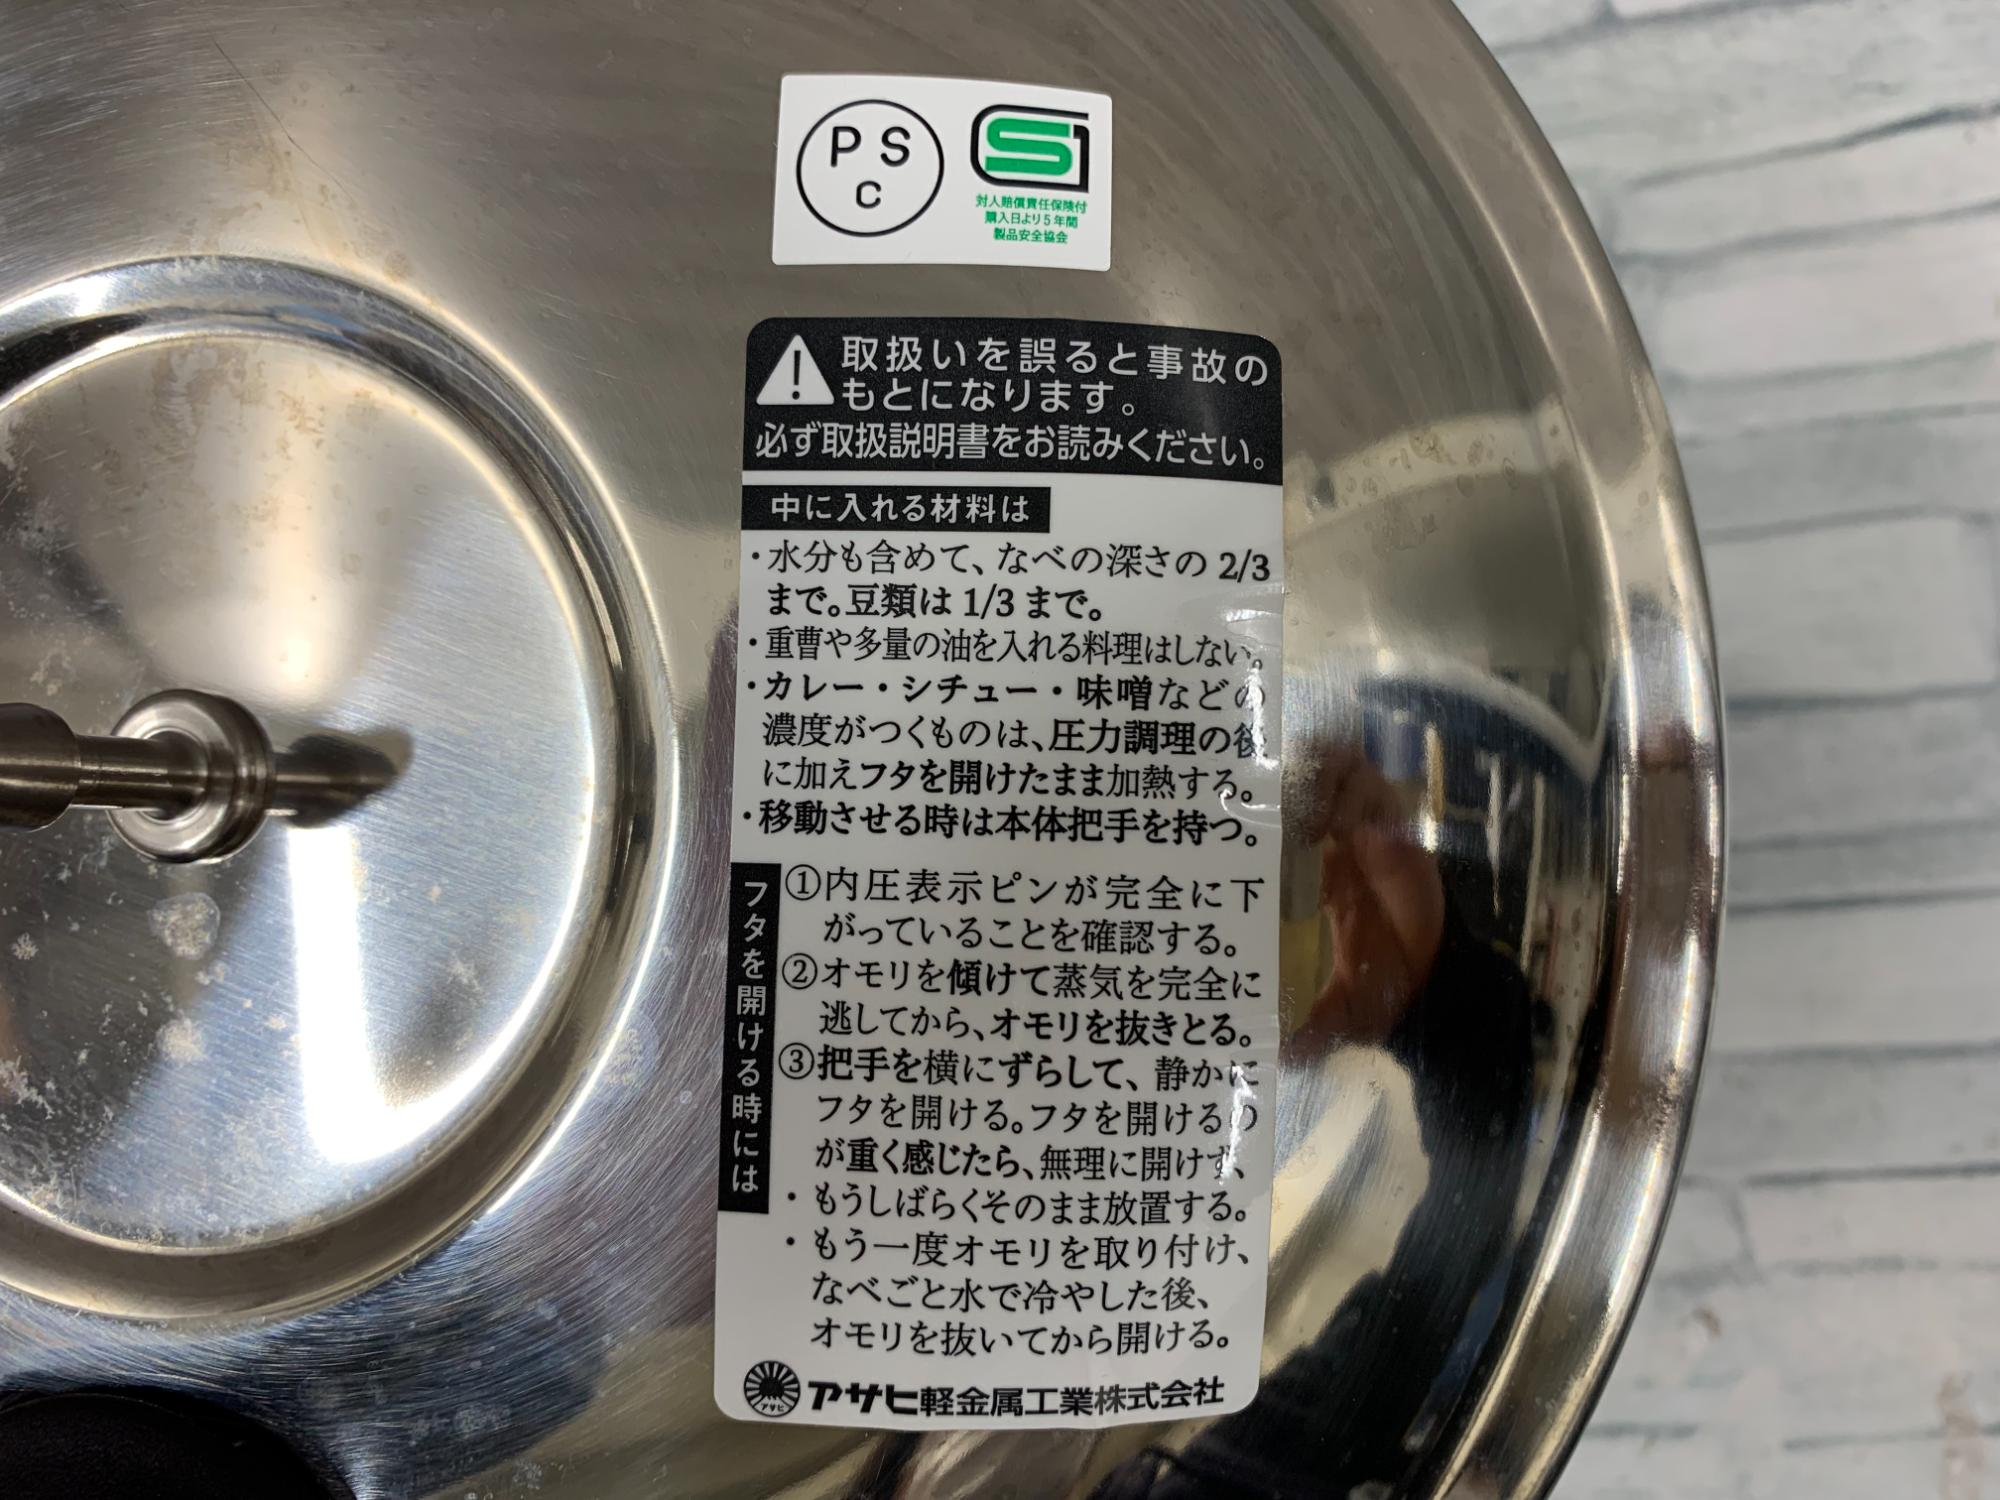 PS
C
S
対人賠償責任保険付
購入日より5年間
製品安全協会
取扱いを誤ると事故の
もとになります。
必ず取扱説明書をお読みください。
中に入れる材料は
・水分も含めて、なべの深さの 2/3
まで。豆類は 1/3 まで。
・重曹や多量の油を入れる料理はしない。
・カレー・シチュー・味噌などの
濃度がつくものは、圧力調理の後
に加えフタを開けたまま加熱する。
・移動させる時は本体把手を持つ。
フタを開ける時には
①内圧表示ピンが完全に下
がっていることを確認する。
②オモリを傾けて蒸気を完全に
逃してから、オモリを抜きとる。
③把手を横にずらして、静かに
フタを開ける。フタを開けるの
が重く感じたら、無理に開けず、
・もうしばらくそのまま放置する。
・もう一度オモリを取り付け、
なべごと水で冷やした後、
オモリを抜いてから開ける。
アサヒ
アサヒ軽金属工業株式会社